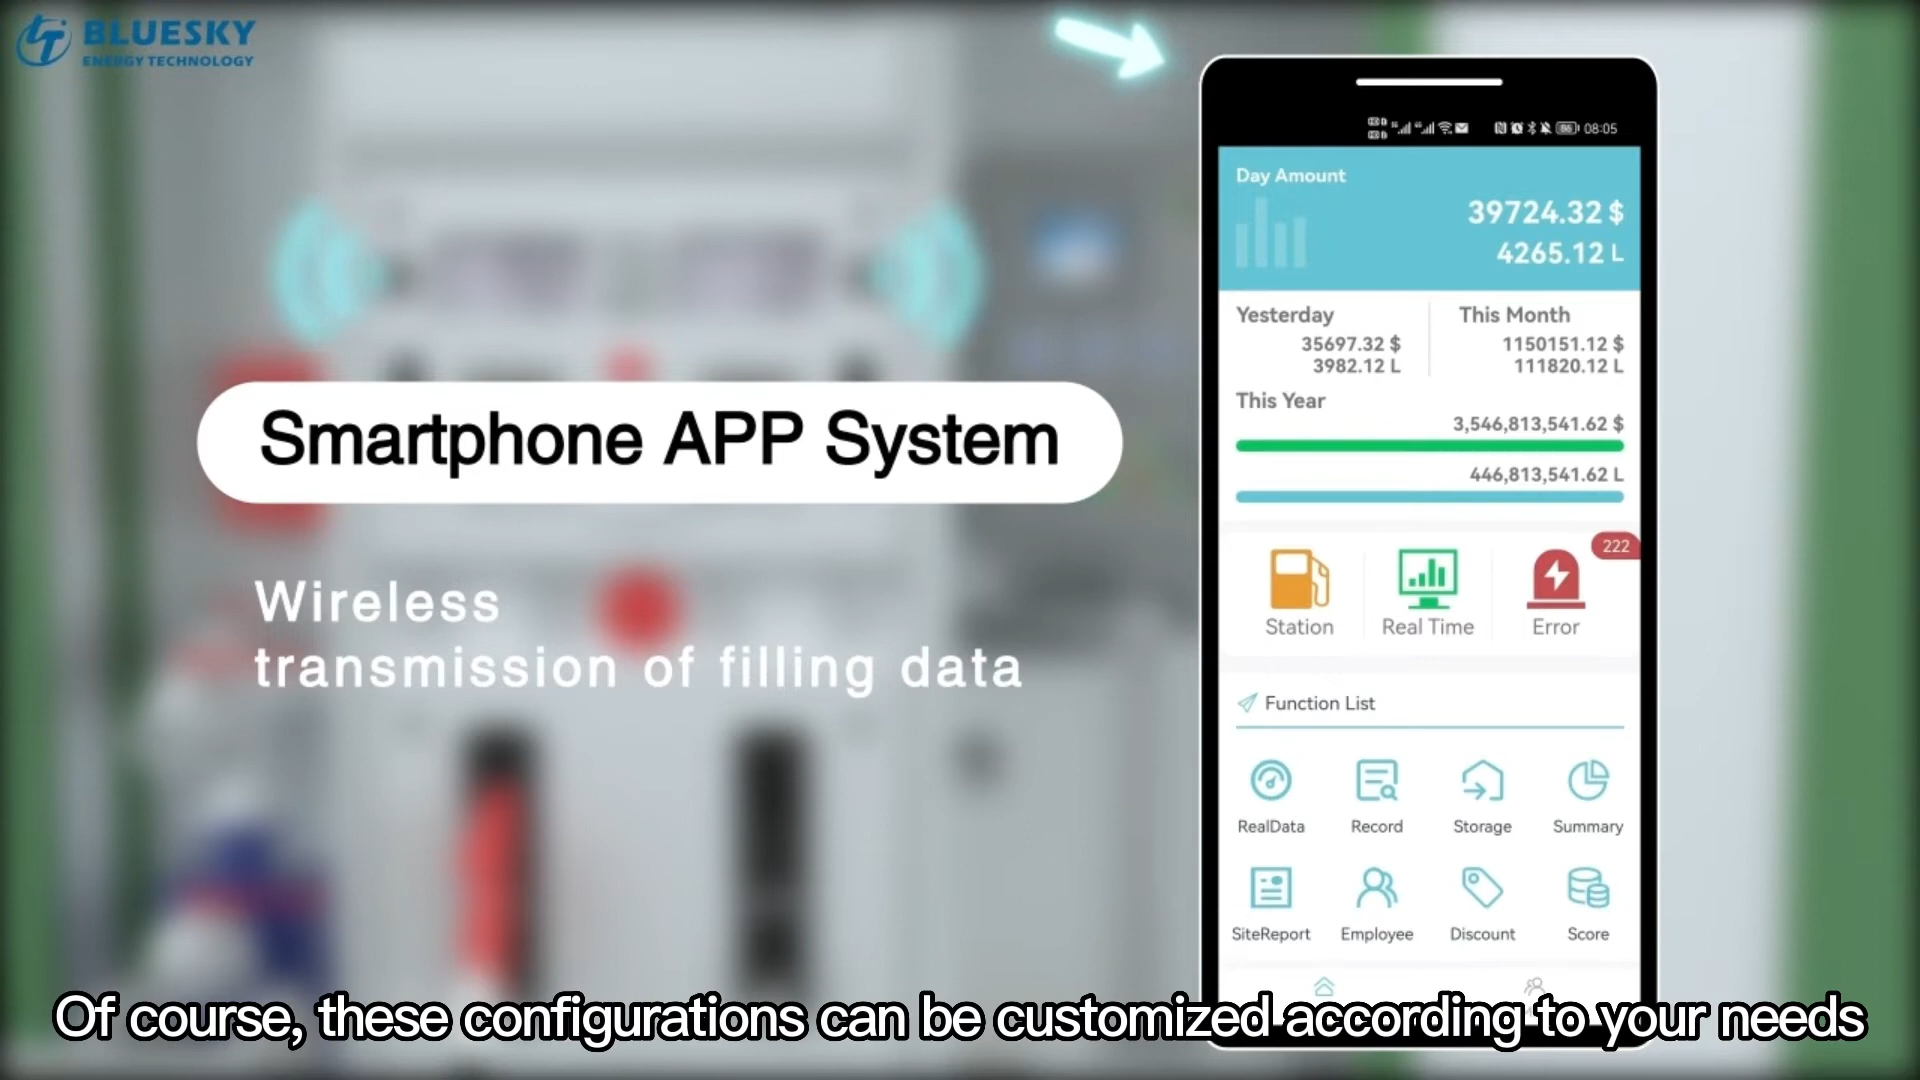 BLUESKY
ENERGY TECHNOLOGY
Smartphone APP System
Wireless
transmission of filling data
86 08:05
Day Amount
39724.32 $
4265.12 L
Yesterday
35697.32 $
3982.12 L
This Month
1150151.12 $
111820.12 L
This Year
3,546,813,541.62 $
446,813,541.62 L
222
Station Real Time Error
Function List
RealData Record Storage Summary
SiteReport Employee Discount Score
Of course, these configurations can be customized according to your needs